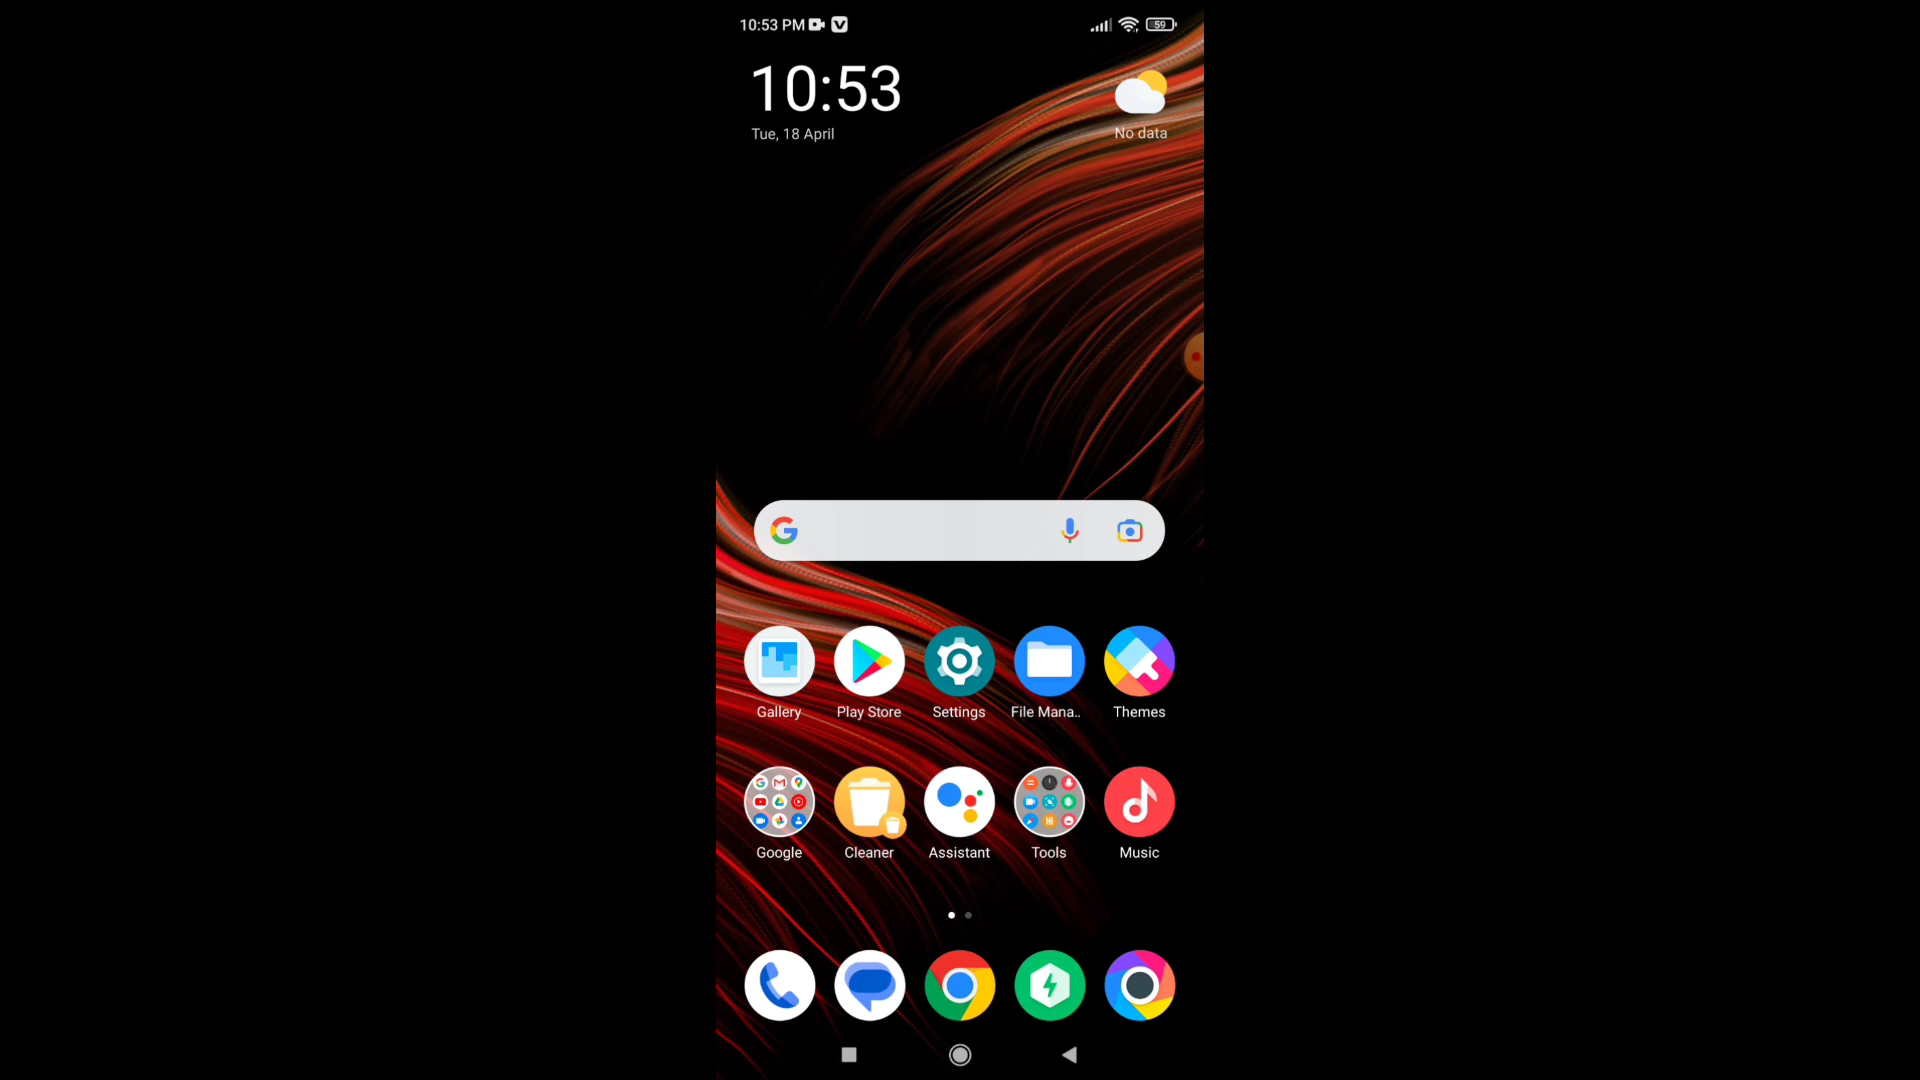 10:53 PM
59
10:53
Tue, 18 April
No data
Gallery
Play Store
Settings
File Mana..
Themes
Google
Cleaner
Assistant
Tools
Music